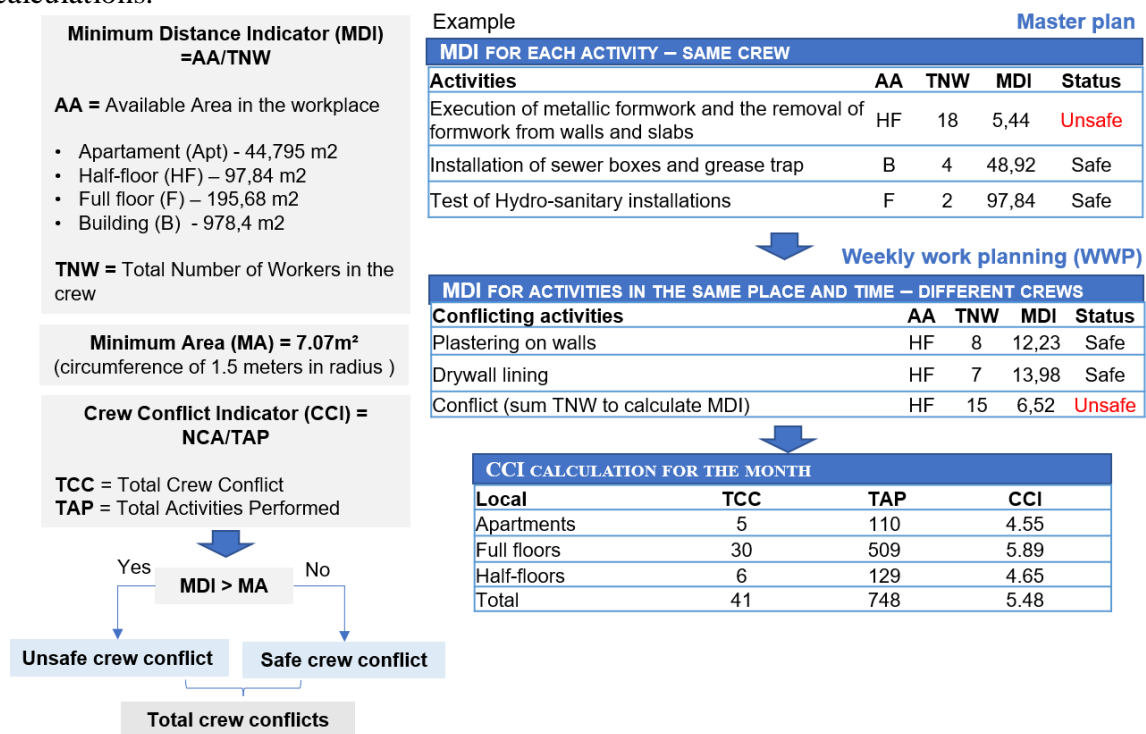 calculations.
Minimum Distance Indicator (MDI)
=AA/TNW
AA = Available Area in the workplace
• Apartament (Apt) - 44,795 m2
• Half-floor (HF) – 97,84 m2
• Full floor (F) – 195,68 m2
• Building (B) - 978,4 m2
TNW = Total Number of Workers in the
crew
Minimum Area (MA) = 7.07m²
(circumference of 1.5 meters in radius )
Crew Conflict Indicator (CCI) =
NCA/TAP
TCC = Total Crew Conflict
TAP = Total Activities Performed
Yes
No
MDI > MA
Unsafe crew conflict
Safe crew conflict
Total crew conflicts
Example
Master plan
MDI FOR EACH ACTIVITY – SAME CREW
Activities AA TNW MDI Status
Execution of metallic formwork and the removal of
formwork from walls and slabs HF 18 5,44 Unsafe
Installation of sewer boxes and grease trap B 4 48,92 Safe
Test of Hydro-sanitary installations F 2 97,84 Safe
Weekly work planning (WWP)
MDI FOR ACTIVITIES IN THE SAME PLACE AND TIME – DIFFERENT CREWS
Conflicting activities AA TNW MDI Status
Plastering on walls HF 8 12,23 Safe
Drywall lining HF 7 13,98 Safe
Conflict (sum TNW to calculate MDI) HF 15 6,52 Unsafe
CCI CALCULATION FOR THE MONTH
Local TCC TAP CCI
Apartments 5 110 4.55
Full floors 30 509 5.89
Half-floors 6 129 4.65
Total 41 748 5.48